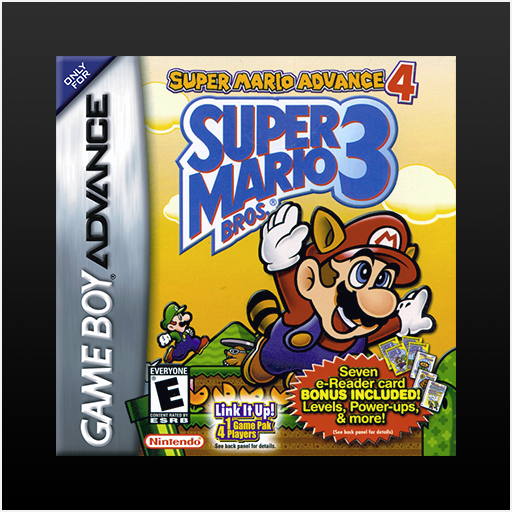 ONLY
FOR
GAME BOY ADVANCE
SUPER MARIO ADVANCE 4
SUPER
MARIO
BROS.® 3
M
EVERYONE
E
CONTENT RATED BY
ESRB
Nintendo®
Link It Up!
1 Game Pak
4 Players
(See back panel for details).
Seven
e-Reader card
BONUS INCLUDED!
Levels, Power-ups,
& more!
(See back panel for details)